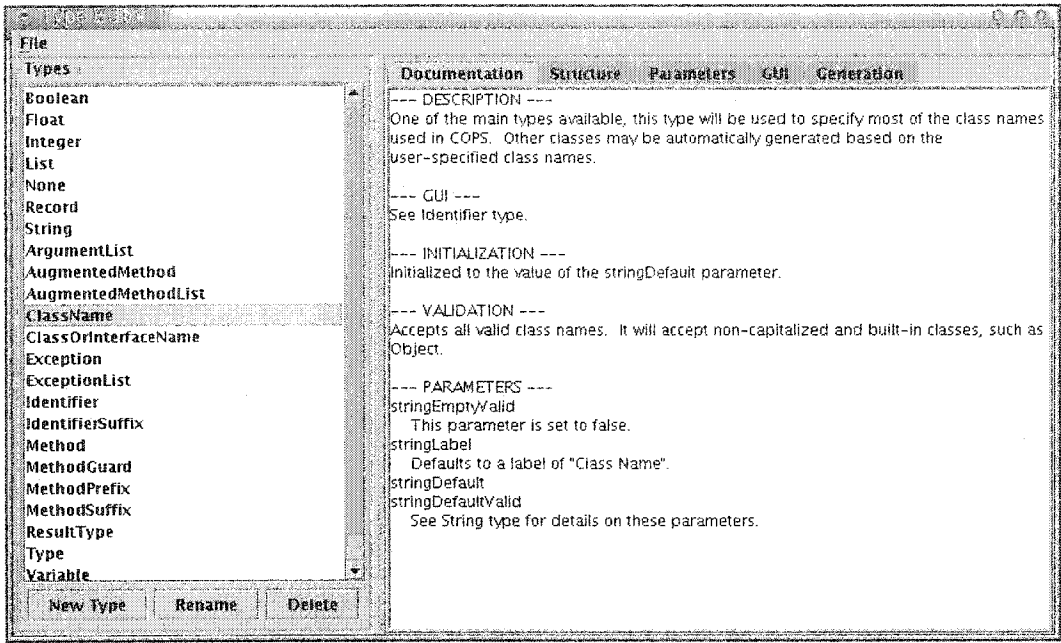 Type Editor
File
Types
Boolean
Float
Integer
List
None
Record
String
ArgumentList
AugmentedMethod
AugmentedMethodList
ClassName
ClassOrInterfaceName
Exception
ExceptionList
Identifier
IdentifierSuffix
Method
MethodGuard
MethodPrefix
MethodSuffix
ResultType
Type
Variable
New Type Rename Delete
Documentation Structure Parameters GUI Generation
--- DESCRIPTION ---
One of the main types available, this type will be used to specify most of the class names
used in COPS. Other classes may be automatically generated based on the
user-specified class names.
--- GUI ---
See Identifier type.
--- INITIALIZATION ---
Initialized to the value of the stringDefault parameter.
--- VALIDATION ---
Accepts all valid class names. It will accept non-capitalized and built-in classes, such as
Object.
--- PARAMETERS ---
stringEmptyValid
This parameter is set to false.
stringLabel
Defaults to a label of "Class Name".
stringDefault
stringDefaultValid
See String type for details on these parameters.